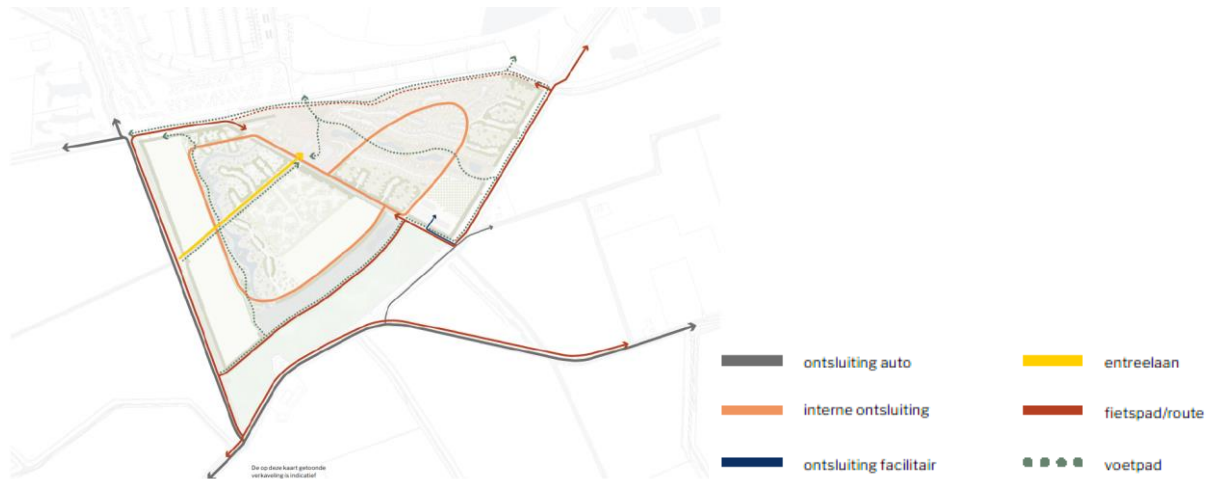 De op deze kaart getoonde
verkaveling is indicatief
ontsluiting auto
entreelaan
interne ontsluiting
fietspad/route
ontsluiting facilitair
voetpad